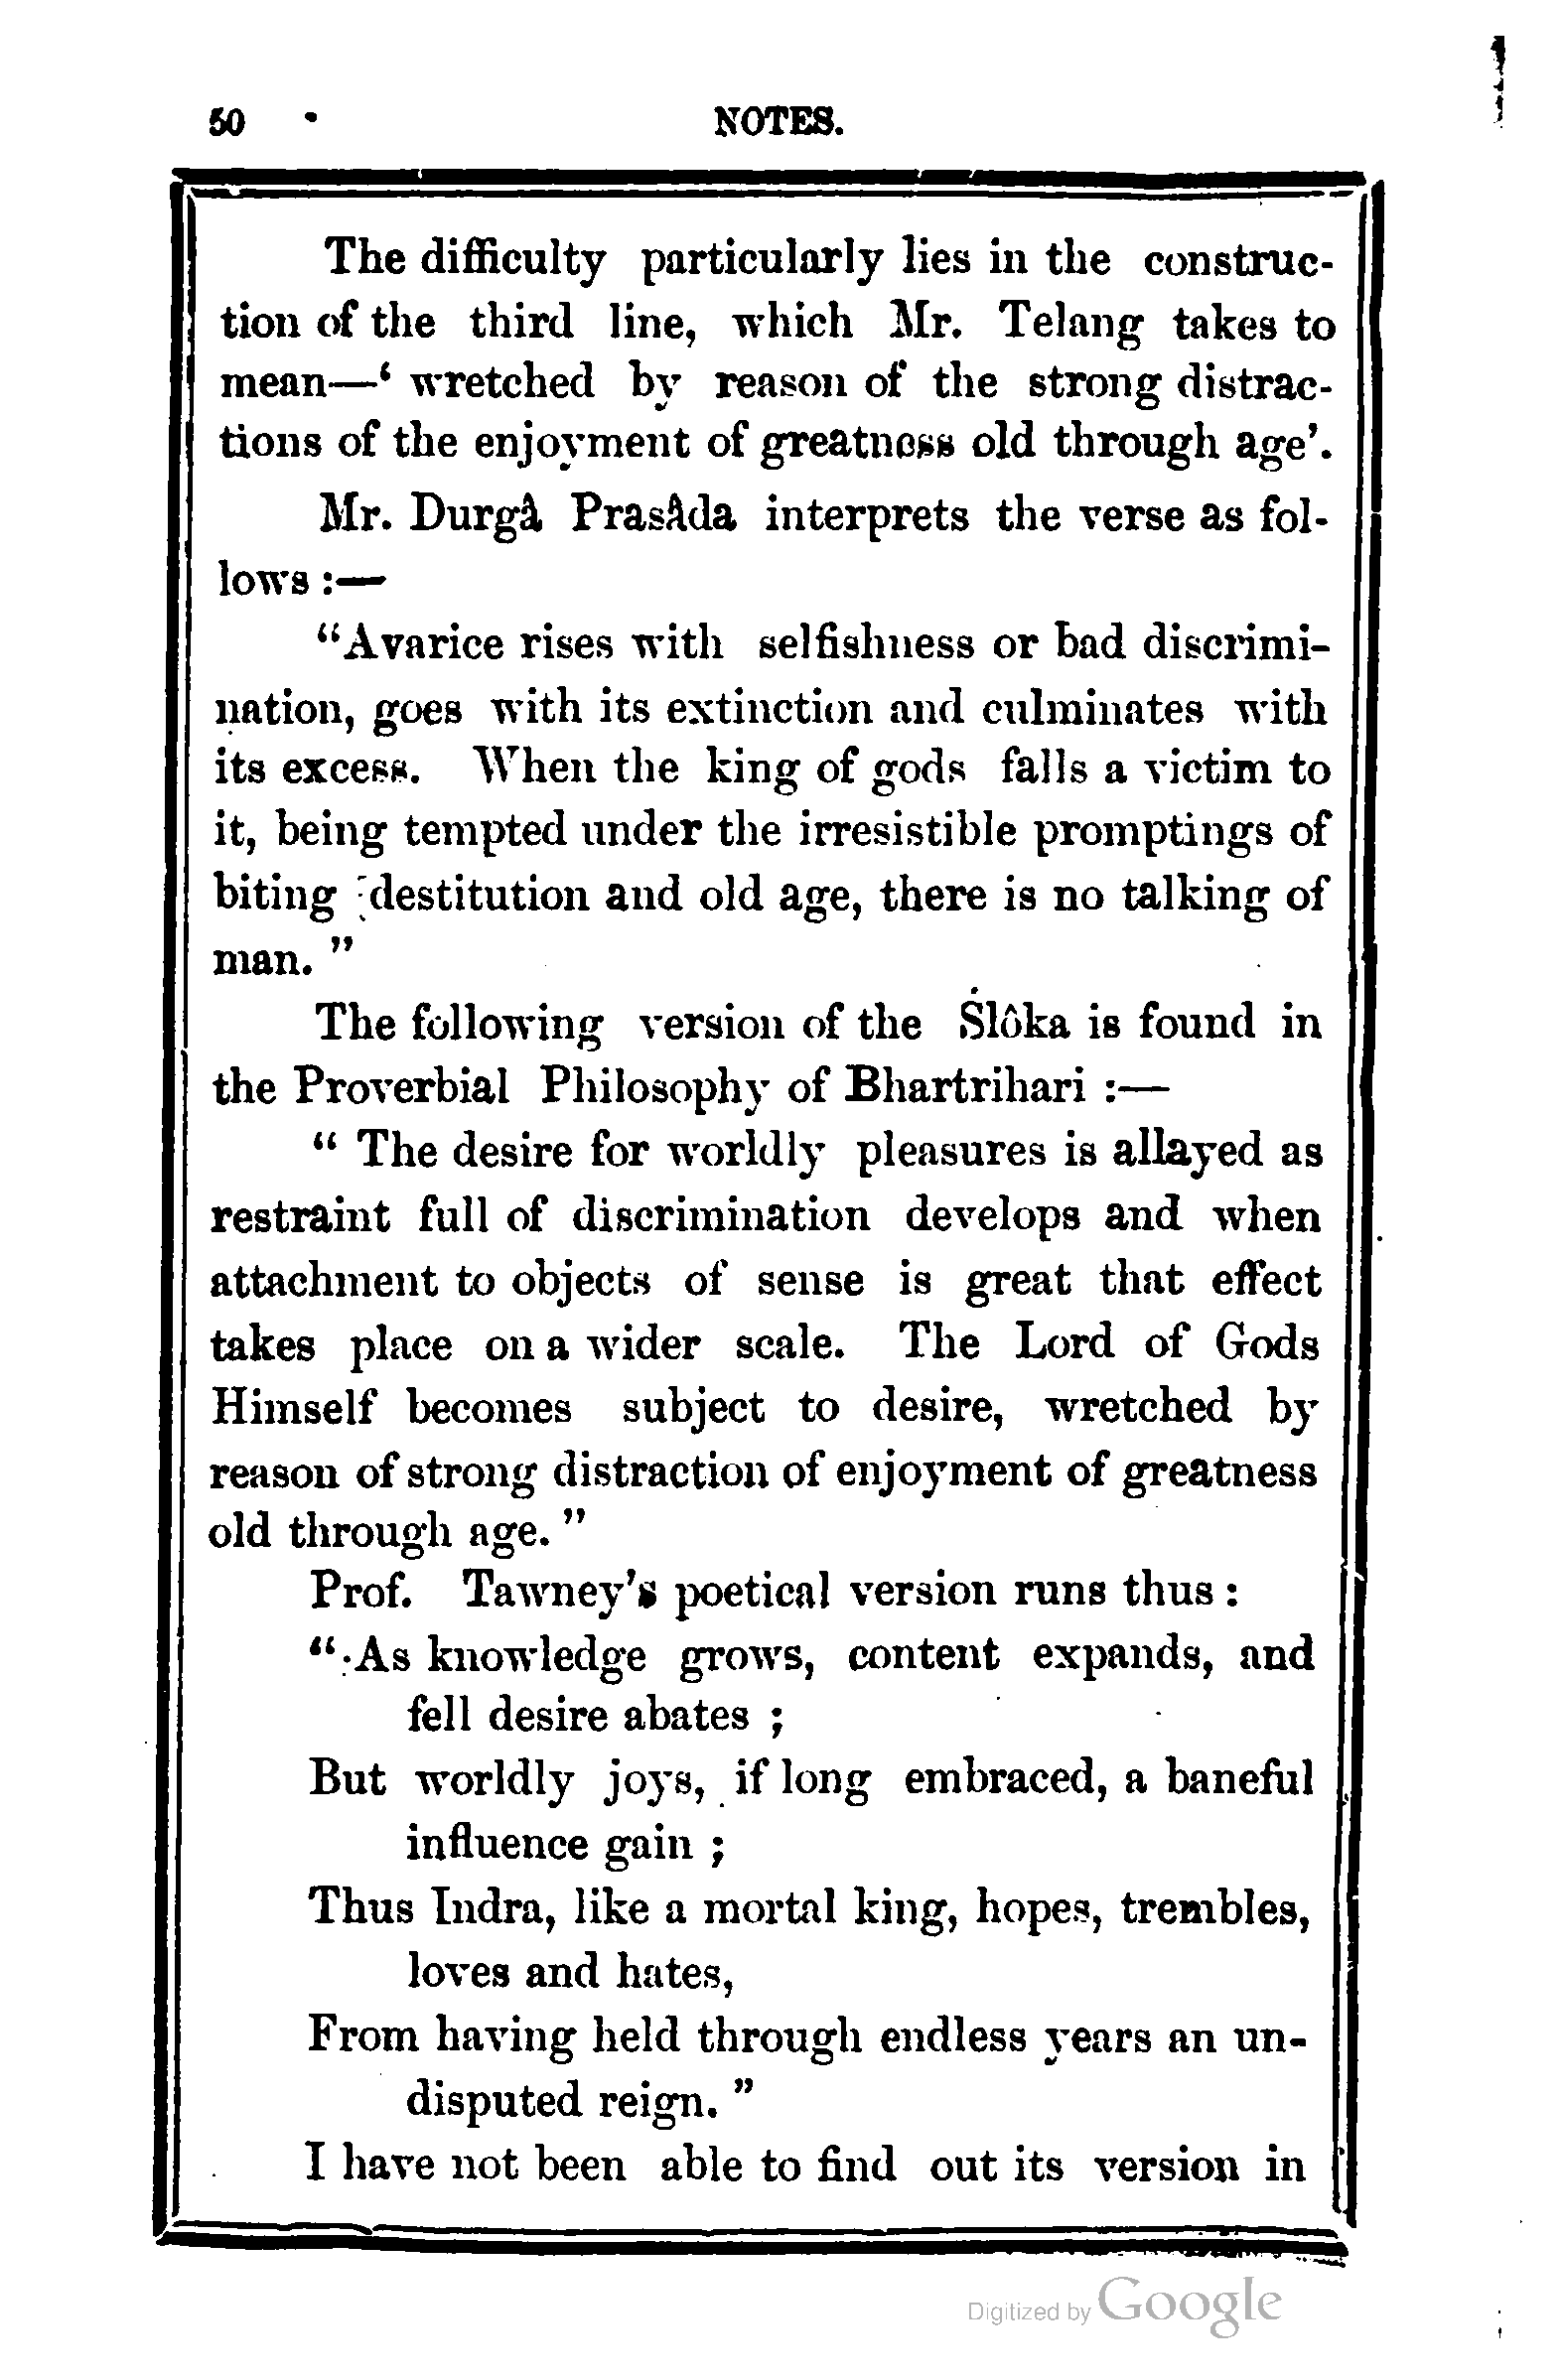 50 NOTES.
The difficulty particularly lies in the construc-
tion of the third line, which Mr. Telang takes to
mean—‘ wretched by reason of the strong distrac-
tions of the enjoyment of greatness old through age’.
Mr. Durgâ Prasâda interprets the verse as fol-
lows :—
“Avarice rises with selfishness or bad discrimi-
nation, goes with its extinction and culminates with
its excess. When the king of gods falls a victim to
it, being tempted under the irresistible promptings of
biting destitution and old age, there is no talking of
man. ”
The following version of the Ślôka is found in
the Proverbial Philosophy of Bhartrihari :—
“ The desire for worldly pleasures is allayed as
restraint full of discrimination develops and when
attachment to objects of sense is great that effect
takes place on a wider scale. The Lord of Gods
Himself becomes subject to desire, wretched by
reason of strong distraction of enjoyment of greatness
old through age. ”
Prof. Tawney’s poetical version runs thus :
“ As knowledge grows, content expands, and
fell desire abates ;
But worldly joys, if long embraced, a baneful
influence gain ;
Thus Indra, like a mortal king, hopes, trembles,
loves and hates,
From having held through endless years an un-
disputed reign. ”
I have not been able to find out its version in
Digitized by Google